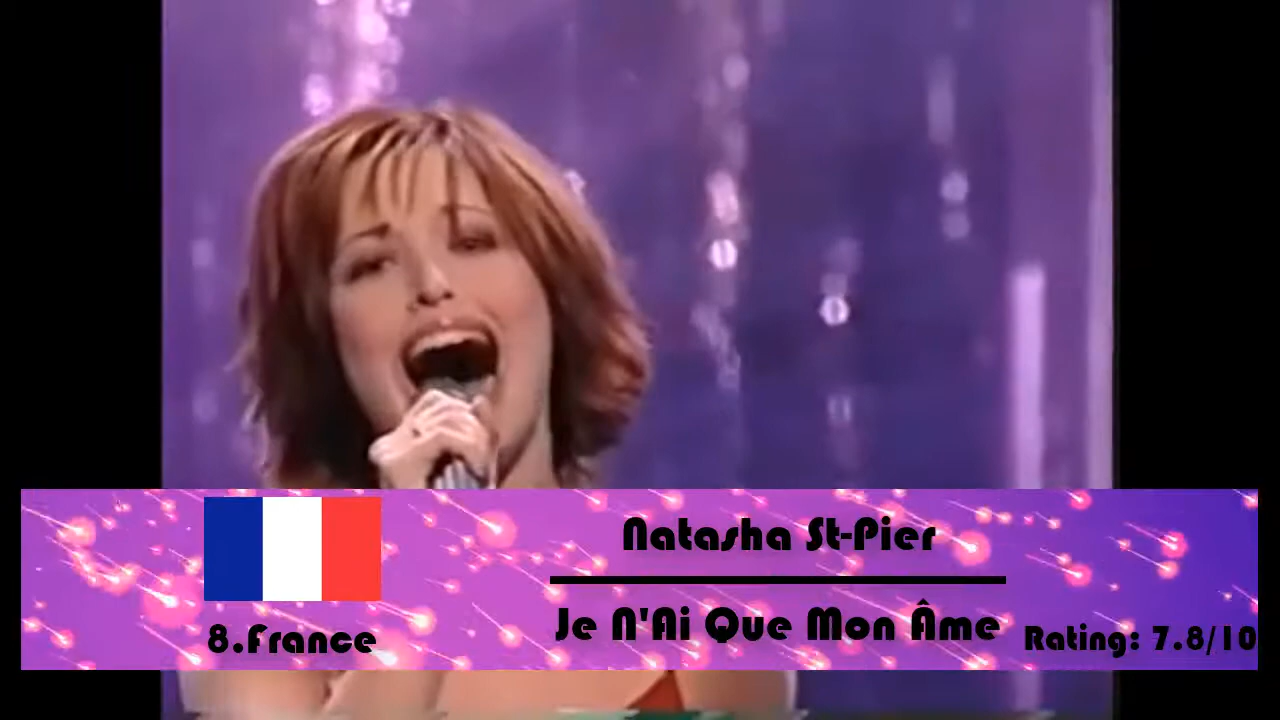 Natasha St-Pier
Je N'Ai Que Mon Âme
8.France
Rating: 7.8/10